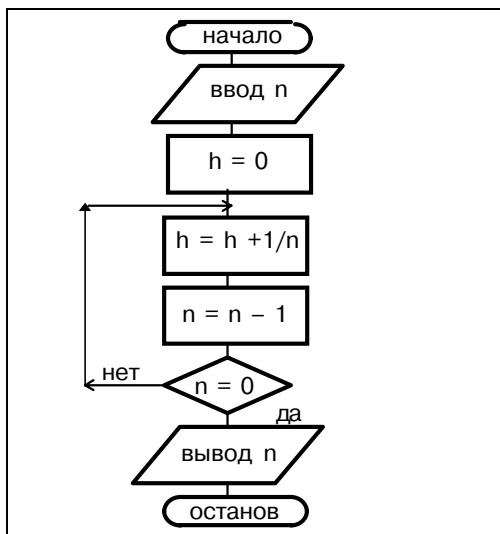 начало
ввод n
h = 0
h = h +1/n
n = n – 1
нет
n = 0
да
вывод n
останов